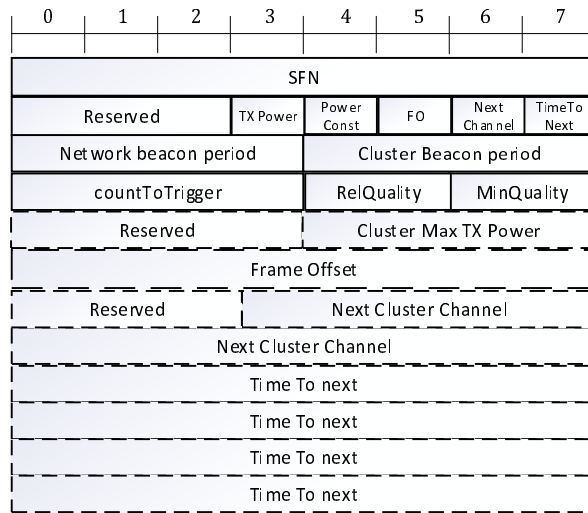 0 1 2 3 4 5 6 7
SFN
Reserved TX Power Power Const FO Next Channel TimeTo Next
Network beacon period Cluster Beacon period
countToTrigger RelQuality MinQuality
Reserved Cluster Max TX Power
Frame Offset
Reserved Next Cluster Channel
Next Cluster Channel
Time To next
Time To next
Time To next
Time To next